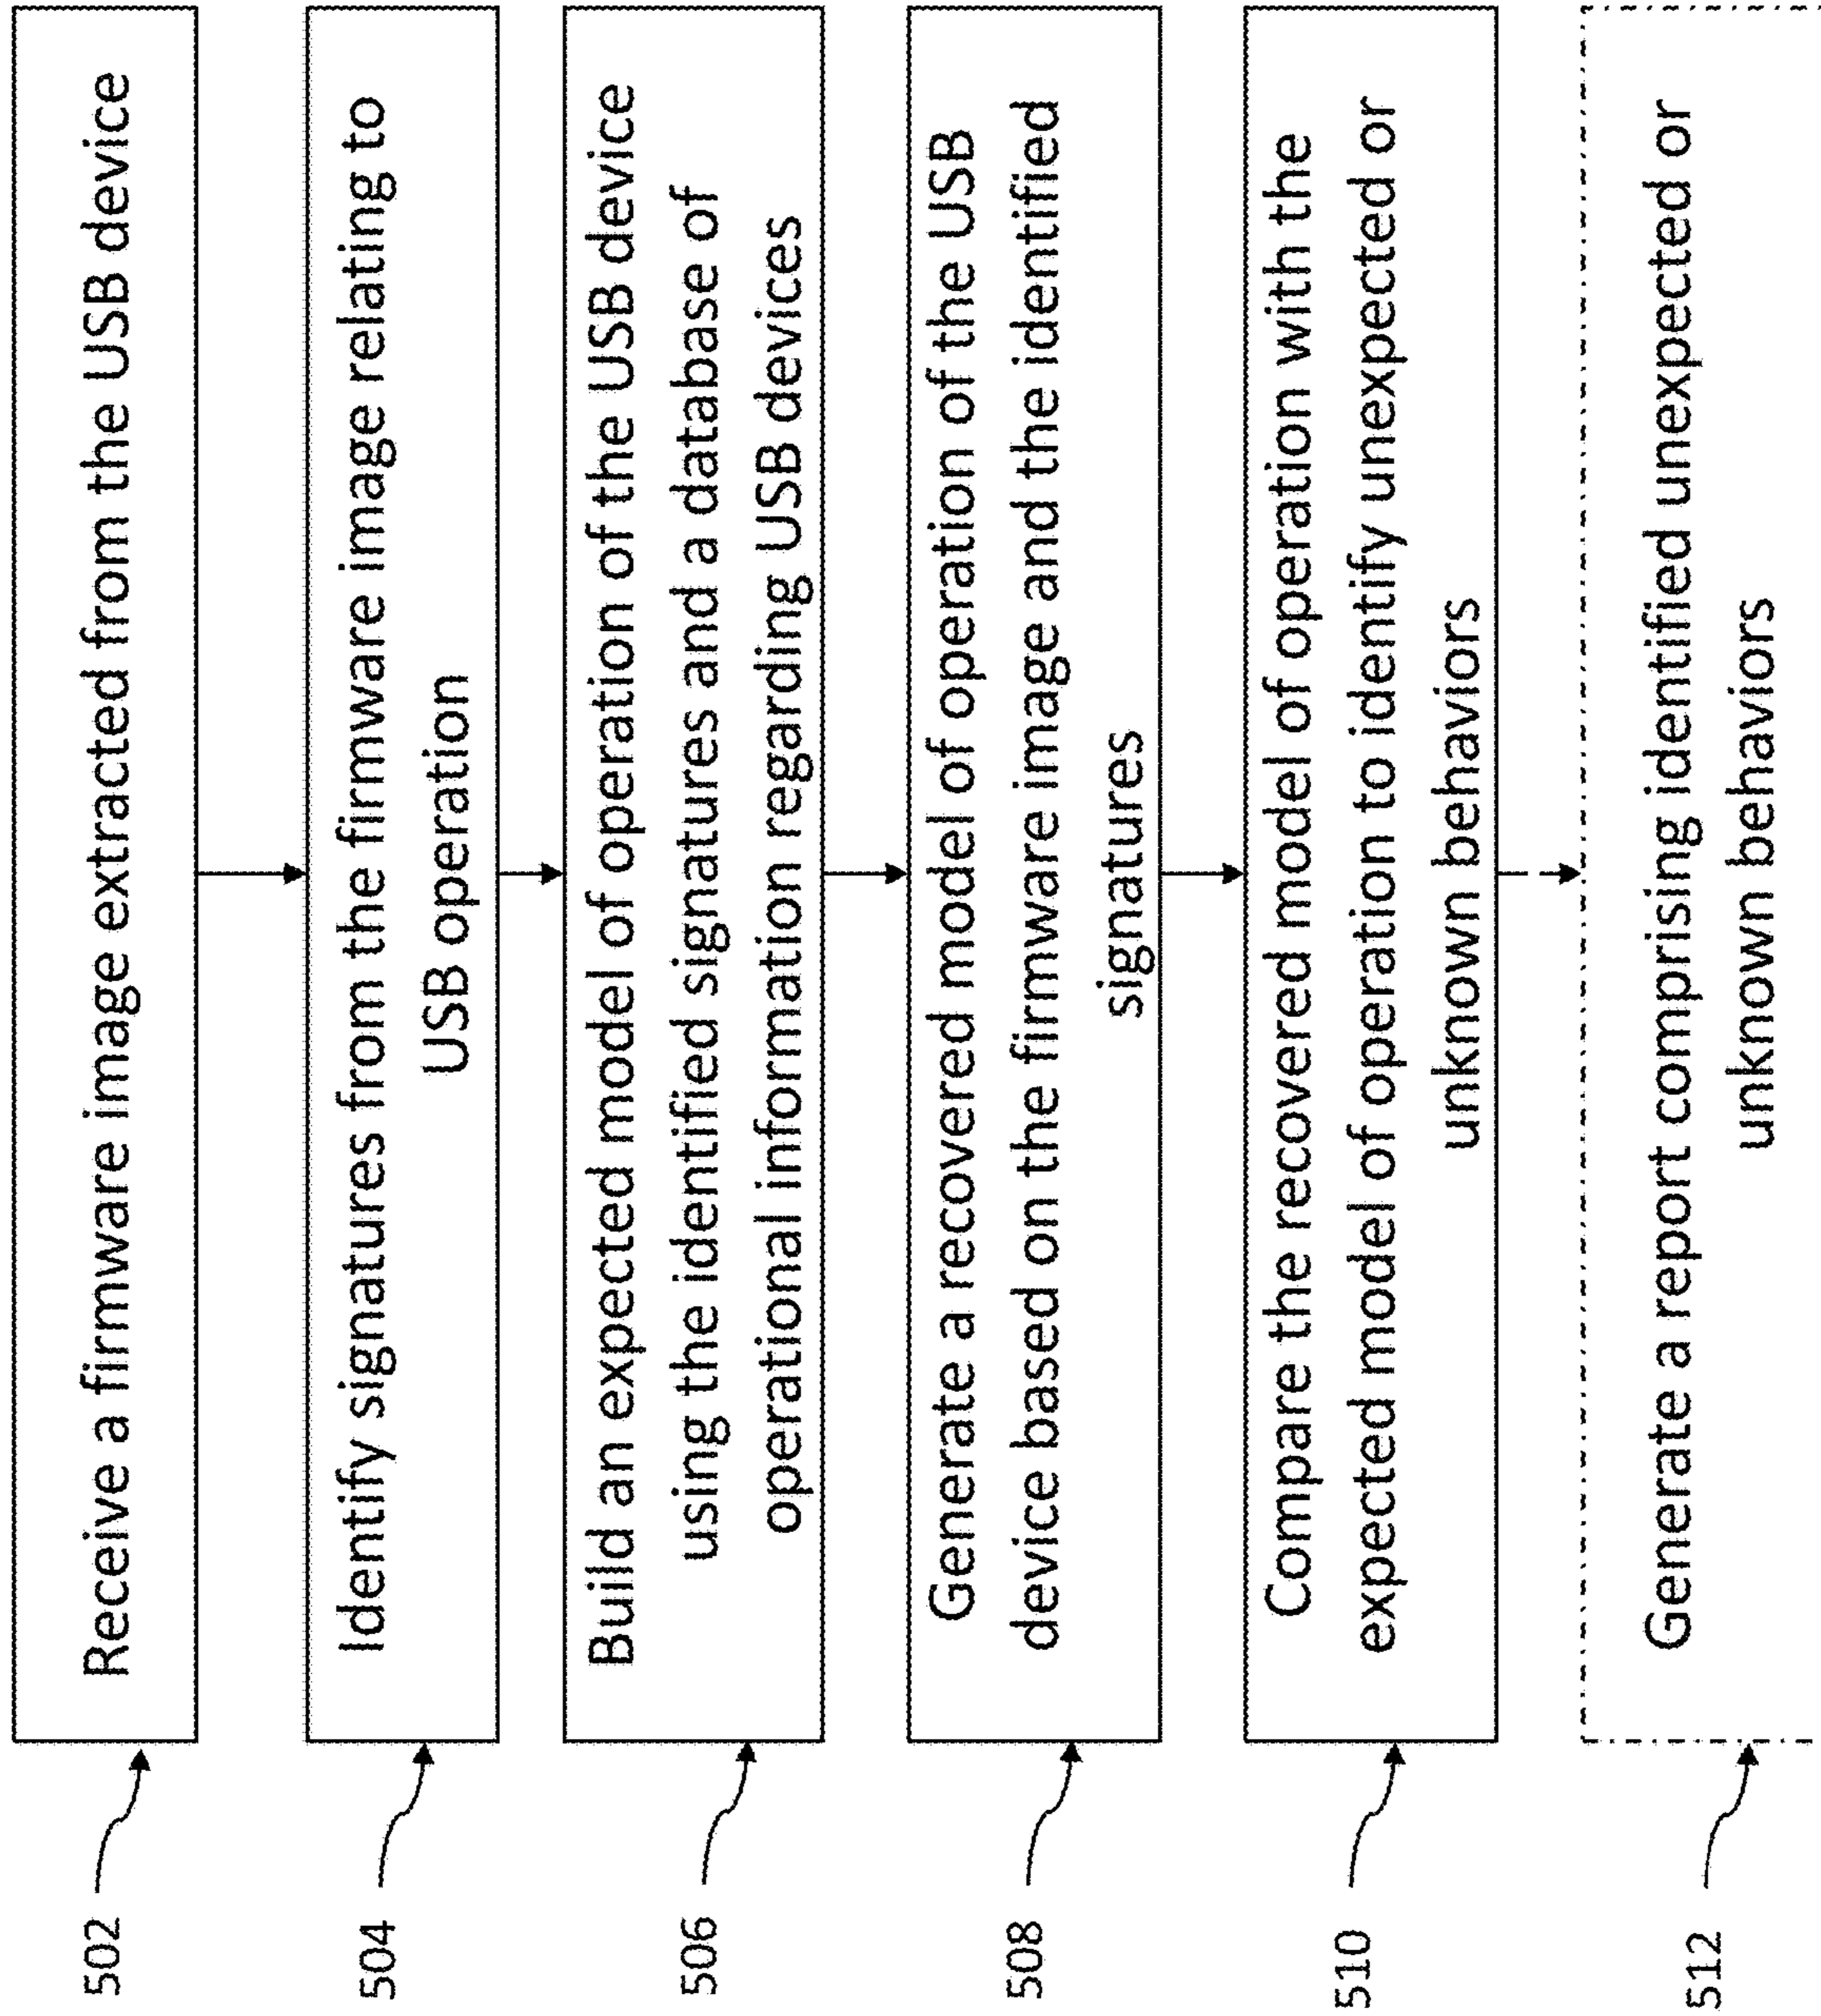 502
Receive a firmware image extracted from the USB device
504
Identify signatures from the firmware image relating to
USB operation
506
Build an expected model of operation of the USB device
using the identified signatures and a database of
operational information regarding USB devices
508
Generate a recovered model of operation of the USB
device based on the firmware image and the identified
signatures
510
Compare the recovered model of operation with the
expected model of operation to identify unexpected or
unknown behaviors
512
Generate a report comprising identified unexpected or
unknown behaviors